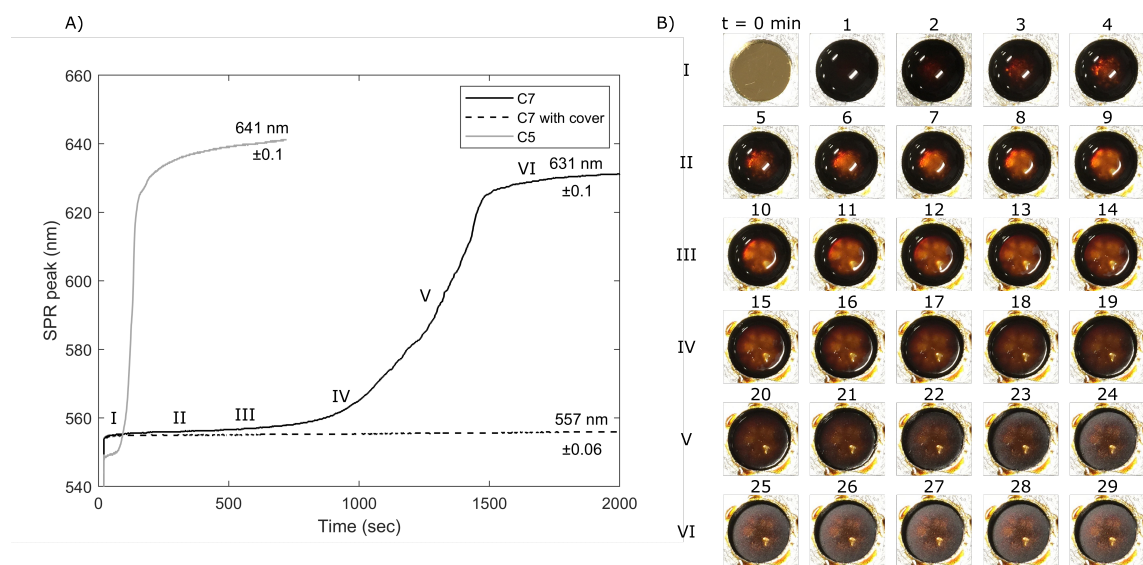 A)
B)
SPR peak (nm)
660
640
620
600
580
560
540
0
500
1000
1500
2000
Time (sec)
C7
C7 with cover
C5
641 nm
±0.1
631 nm
±0.1
557 nm
±0.06
I
II
III
IV
V
VI
t = 0 min 1 2 3 4
I
5 6 7 8 9
II
10 11 12 13 14
III
15 16 17 18 19
IV
20 21 22 23 24
V
25 26 27 28 29
VI